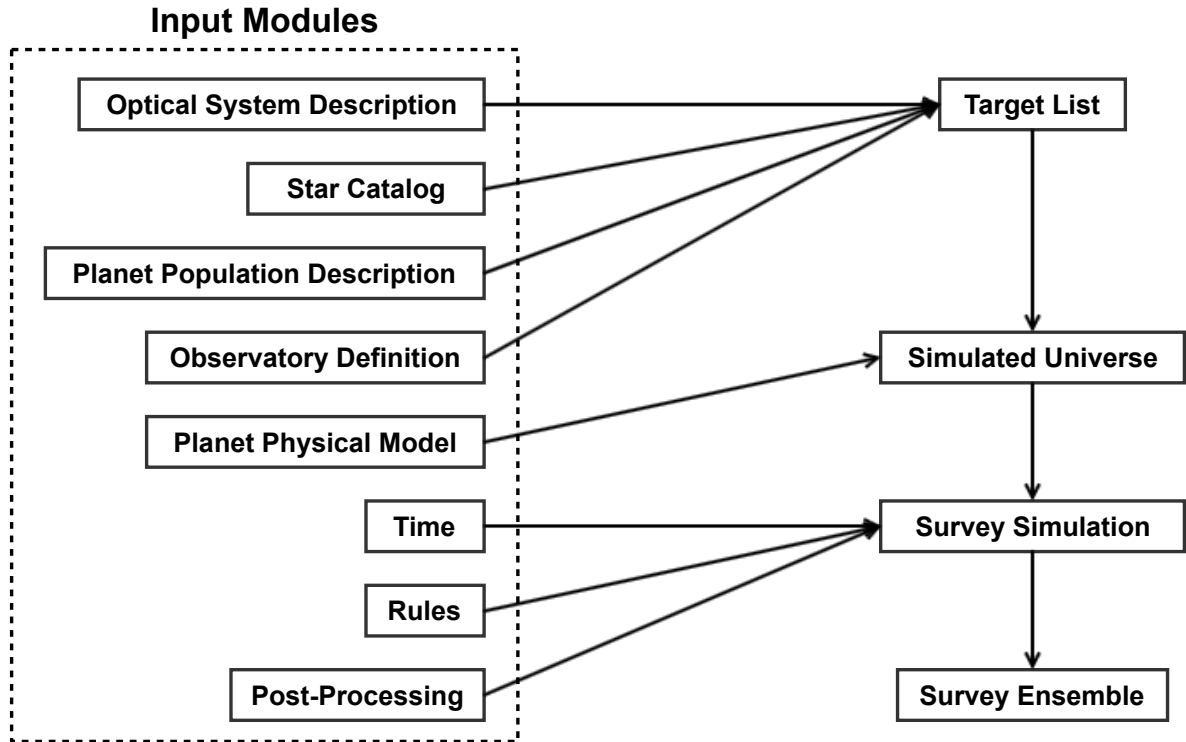 Input Modules
Optical System Description
Target List
Star Catalog
Planet Population Description
Observatory Definition
Simulated Universe
Planet Physical Model
Time
Survey Simulation
Rules
Post-Processing
Survey Ensemble